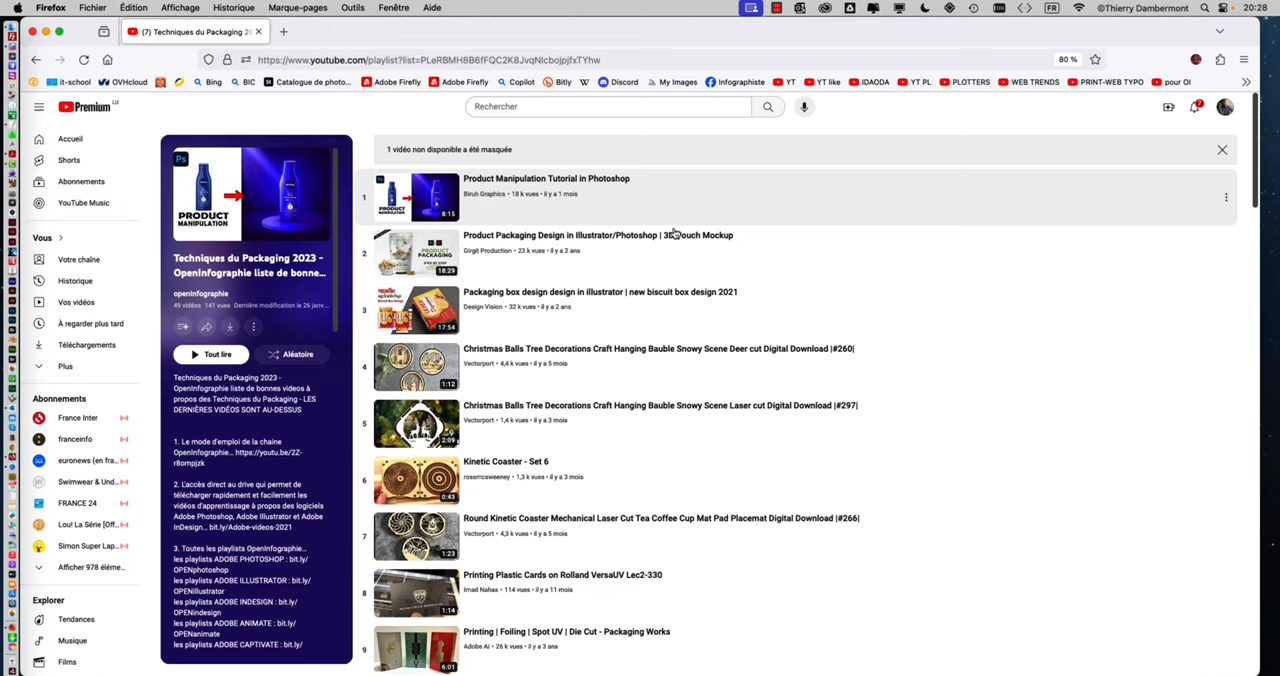 Firefox Fichier Édition Affichage Historique Marque-pages Outils Fenêtre Aide FR @Thierry Dambermont 20:28
(7) Techniques du Packaging 20
https://www.youtube.com/playlist?list=PLeRBMH8B6fFQC2K8JvqNIcbojpjfxTYhw 80 %
it-school OVHcloud Bing BIC Catalogue de photo... Adobe Firefly Adobe Firefly Copilot Bitly Discord My Images Infographiste YT YT like IDAODA YT PL PLOTTERS WEB TRENDS PRINT-WEB TYPO pour OI
Premium LU Rechercher 7
Accueil
Shorts
Abonnements
YouTube Music
Vous
Votre chaîne
Historique
Vos vidéos
À regarder plus tard
Téléchargements
Plus
Abonnements
France Inter
franceinfo
euronews (en fra...
Swimwear & Und...
FRANCE 24
Lou! La Série [Off...
Simon Super Lap...
Afficher 978 éléme...
Explorer
Tendances
Musique
Films
Ps
PRODUCT
MANIPULATION
Techniques du Packaging 2023 -
OpenInfographie liste de bonne...
openInfographie
49 vidéos 141 vues Dernière modification le 26 janv...
Tout lire Aléatoire
Techniques du Packaging 2023 -
OpenInfographie liste de bonnes videos à
propos des Techniques du Packaging - LES
DERNIÈRES VIDÉOS SONT AU-DESSUS
1. Le mode d'emploi de la chaine
OpenInfographie... https://youtu.be/2Z-
r8ompjzk
2. L'accès direct au drive qui permet de
télécharger rapidement et facilement les
vidéos d'apprentissage à propos des logiciels
Adobe Photoshop, Adobe Illustrator et Adobe
InDesign... bit.ly/Adobe-videos-2021
3. Toutes les playlists OpenInfographie...
les playlists ADOBE PHOTOSHOP : bit.ly/
OPENphotoshop
les playlists ADOBE ILLUSTRATOR : bit.ly/
OPENillustrator
les playlists ADOBE INDESIGN : bit.ly/
OPENindesign
les playlists ADOBE ANIMATE : bit.ly/
OPENanimate
les playlists ADOBE CAPTIVATE : bit.ly/
1 vidéo non disponible a été masquée
1 PRODUCT MANIPULATION 8:15
Product Manipulation Tutorial in Photoshop
Biruh Graphics • 18 k vues • il y a 1 mois
2 PRODUCT PACKAGING 18:29
Product Packaging Design in Illustrator/Photoshop | 3D Pouch Mockup
Girgit Production • 23 k vues • il y a 2 ans
3 17:54
Packaging box design design in illustrator | new biscuit box design 2021
Design Vision • 32 k vues • il y a 2 ans
4 1:12
Christmas Balls Tree Decorations Craft Hanging Bauble Snowy Scene Deer cut Digital Download |#260|
Vectorport • 4,4 k vues • il y a 5 mois
5 2:09
Christmas Balls Tree Decorations Craft Hanging Bauble Snowy Scene Laser cut Digital Download |#297|
Vectorport • 1,4 k vues • il y a 3 mois
6 0:43
Kinetic Coaster - Set 6
rossmcsweeney • 1,3 k vues • il y a 3 mois
7 1:23
Round Kinetic Coaster Mechanical Laser Cut Tea Coffee Cup Mat Pad Placemat Digital Download |#266|
Vectorport • 4,3 k vues • il y a 5 mois
8 1:14
Printing Plastic Cards on Rolland VersaUV Lec2-330
Imad Nahas • 114 vues • il y a 11 mois
9 6:01
Printing | Foiling | Spot UV | Die Cut - Packaging Works
Adobe Ai • 26 k vues • il y a 3 ans